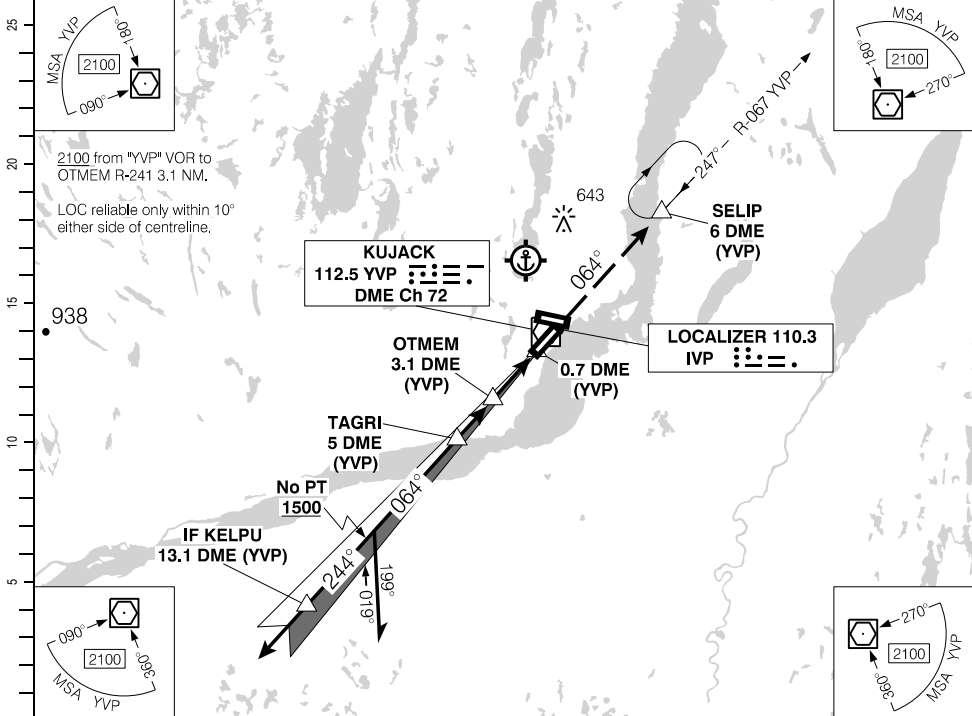 25
20
15
10
5
MSA YVP
180°
2100
090°
MSA YVP
180°
2100
270°
2100 from "YVP" VOR to
OTMEM R-241 3.1 NM.
LOC reliable only within 10°
either side of centreline.
247° R-067 YVP
643
SELIP
6 DME
(YVP)
KUJACK
112.5 YVP
DME Ch 72
064°
938
LOCALIZER 110.3
IVP
OTMEM
3.1 DME
(YVP)
0.7 DME
(YVP)
TAGRI
5 DME
(YVP)
No PT
1500
064°
IF KELPU
13.1 DME (YVP)
244°
019°
199°
090°
360°
2100
MSA YVP
270°
360°
2100
MSA YVP